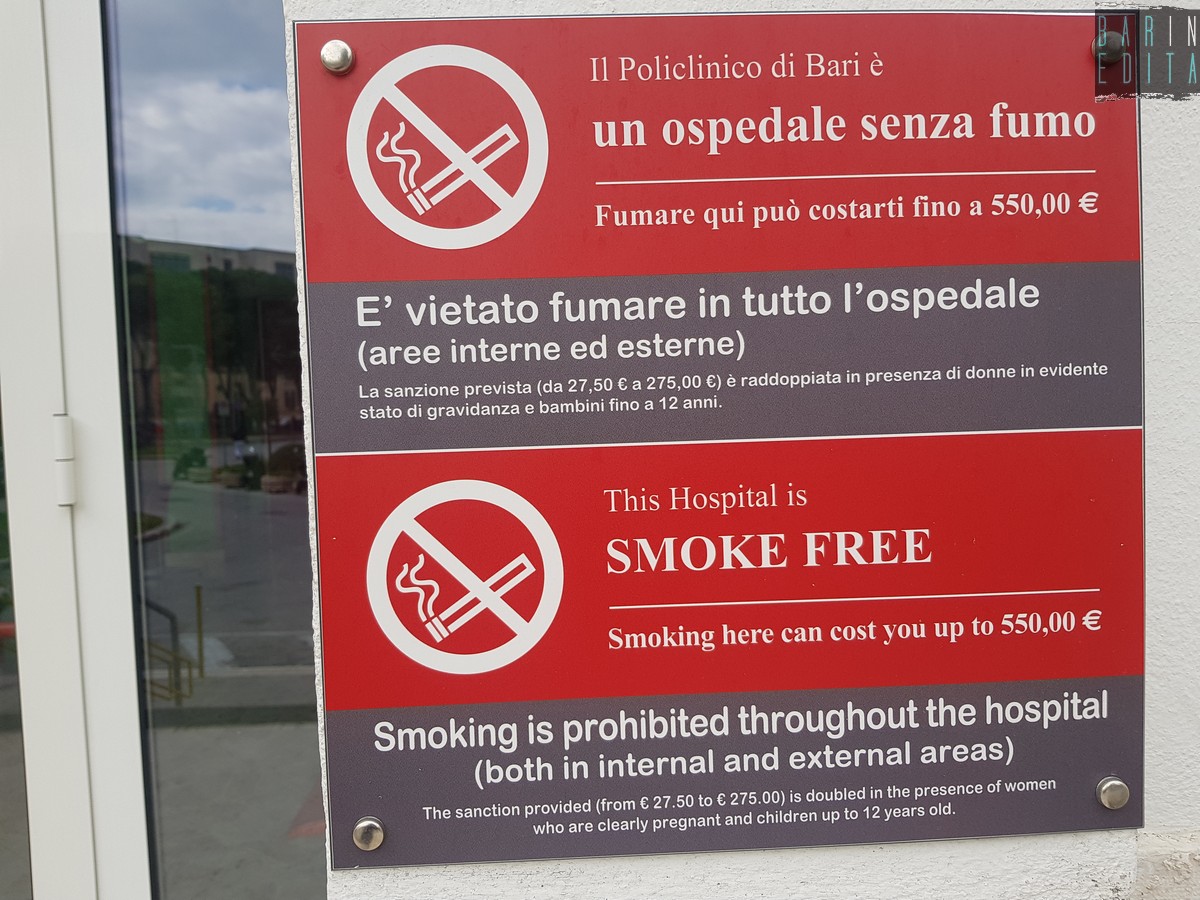 BARIN
EDITA
Il Policlinico di Bari è
un ospedale senza fumo
Fumare qui può costarti fino a 550,00 €
E' vietato fumare in tutto l'ospedale
(aree interne ed esterne)
La sanzione prevista (da 27,50 € a 275,00 €) è raddoppiata in presenza di donne in evidente
stato di gravidanza e bambini fino a 12 anni.
This Hospital is
SMOKE FREE
Smoking here can cost you up to 550,00 €
Smoking is prohibited throughout the hospital
(both in internal and external areas)
The sanction provided (from € 27.50 to € 275.00) is doubled in the presence of women
who are clearly pregnant and children up to 12 years old.